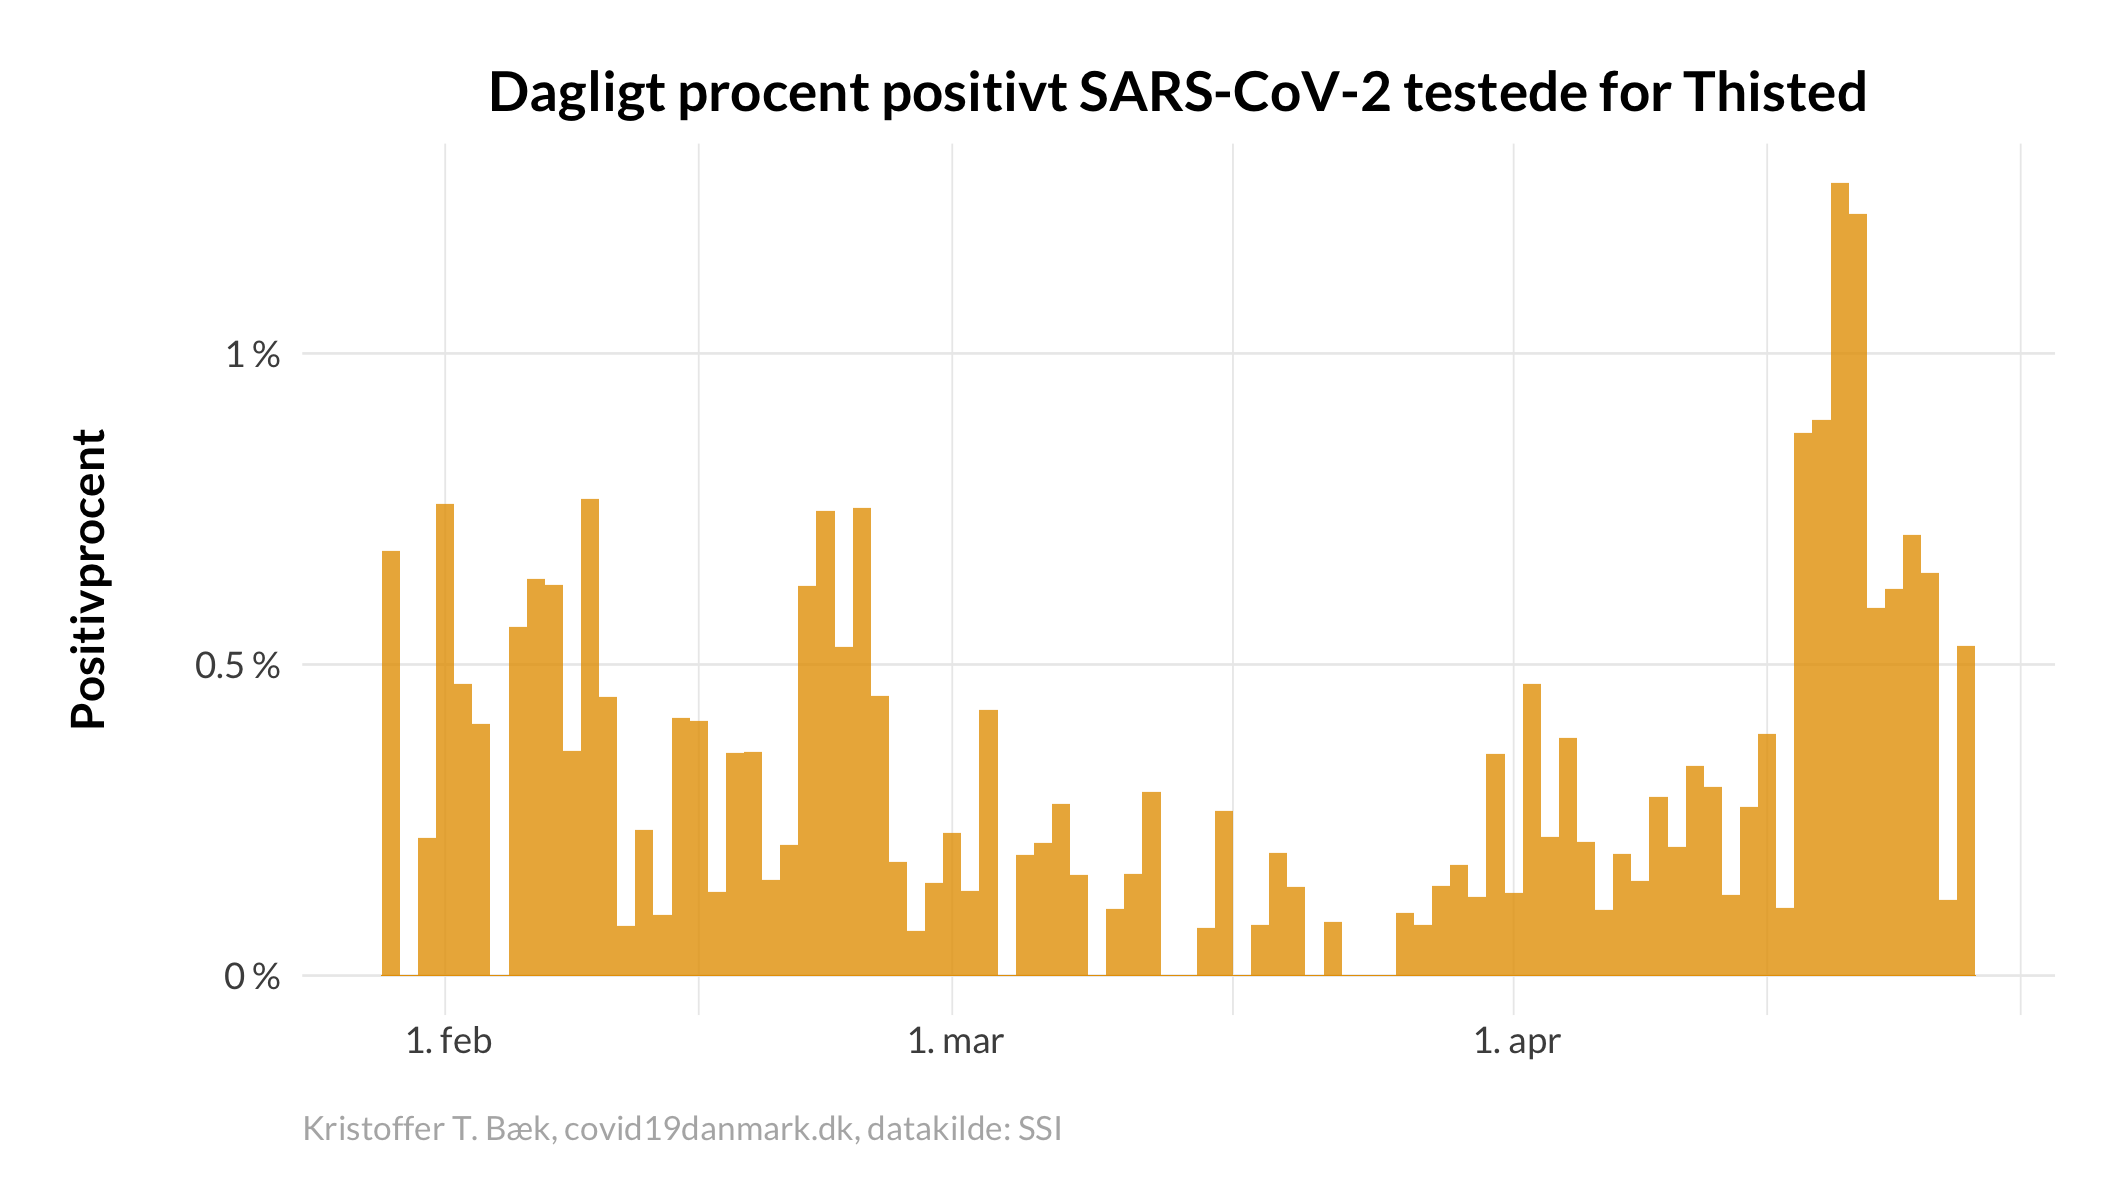 Dagligt procent positivt SARS-CoV-2 testede for Thisted
Positivprocent
1 %
0.5 %
0 %
1. feb
1. mar
1. apr
Kristoffer T. Bæk, covid19danmark.dk, datakilde: SSI